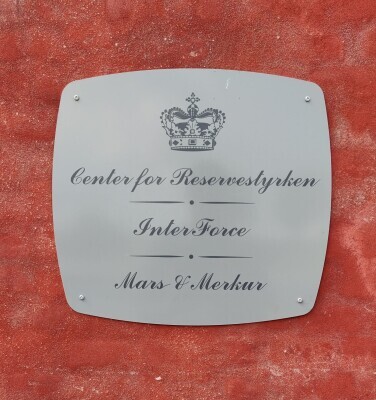 Center for Reservestyrken
InterForce
Mars & Merkur